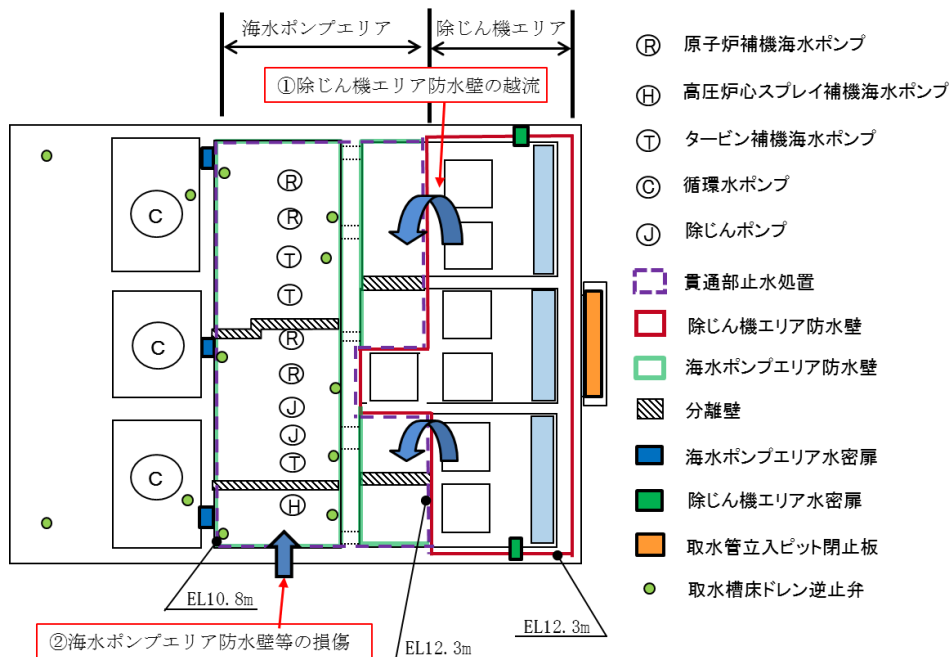 海水ポンプエリア
除じん機エリア
①除じん機エリア防水壁の越流
C
C
C
R
R
T
T
R
R
J
J
T
H
EL10.8m
②海水ポンプエリア防水壁等の損傷
EL12.3m
EL12.3m
R 原子炉補機海水ポンプ
H 高圧炉心スプレイ補機海水ポンプ
T タービン補機海水ポンプ
C 循環水ポンプ
J 除じんポンプ
貫通部止水処置
除じん機エリア防水壁
海水ポンプエリア防水壁
分離壁
海水ポンプエリア水密扉
除じん機エリア水密扉
取水管立入ピット閉止板
取水槽床ドレン逆止弁